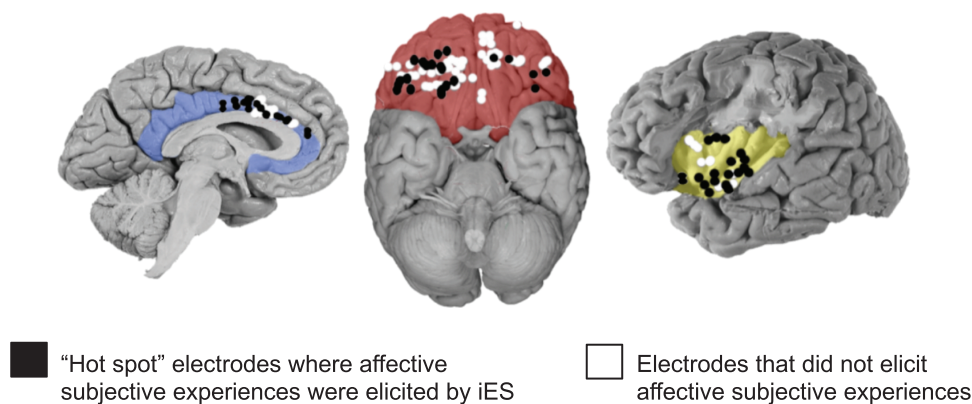 “Hot spot” electrodes where affective
subjective experiences were elicited by iES
Electrodes that did not elicit
affective subjective experiences